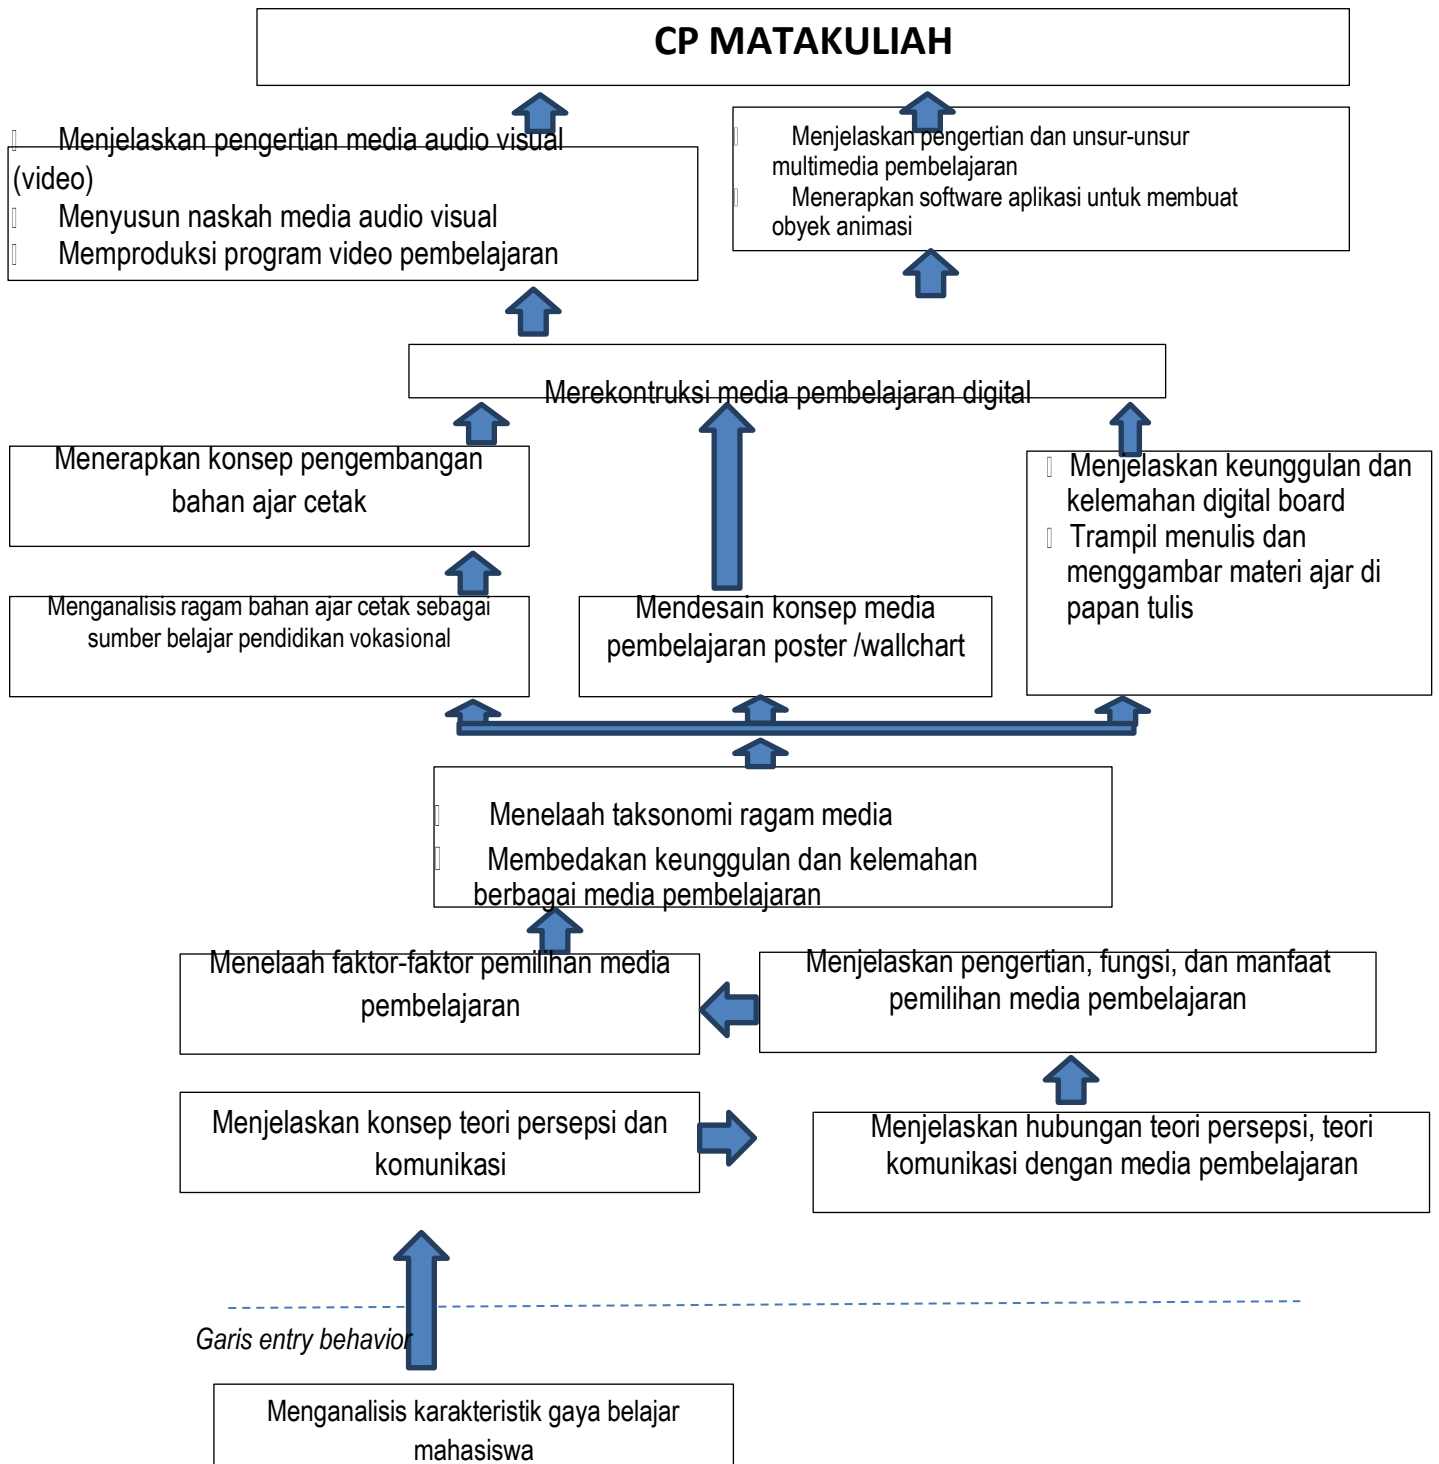 CP MATAKULIAH
Menjelaskan pengertian media audio visual
(video)
Menyusun naskah media audio visual
Memproduksi program video pembelajaran
Menjelaskan pengertian dan unsur-unsur
multimedia pembelajaran
Menerapkan software aplikasi untuk membuat
obyek animasi
Merekontruksi media pembelajaran digital
Menerapkan konsep pengembangan
bahan ajar cetak
Menjelaskan keunggulan dan
kelemahan digital board
Trampil menulis dan
menggambar materi ajar di
papan tulis
Menganalisis ragam bahan ajar cetak sebagai
sumber belajar pendidikan vokasional
Mendesain konsep media
pembelajaran poster /wallchart
Menelaah taksonomi ragam media
Membedakan keunggulan dan kelemahan
berbagai media pembelajaran
Menelaah faktor-faktor pemilihan media
pembelajaran
Menjelaskan pengertian, fungsi, dan manfaat
pemilihan media pembelajaran
Menjelaskan konsep teori persepsi dan
komunikasi
Menjelaskan hubungan teori persepsi, teori
komunikasi dengan media pembelajaran
Garis entry behavior
Menganalisis karakteristik gaya belajar
mahasiswa